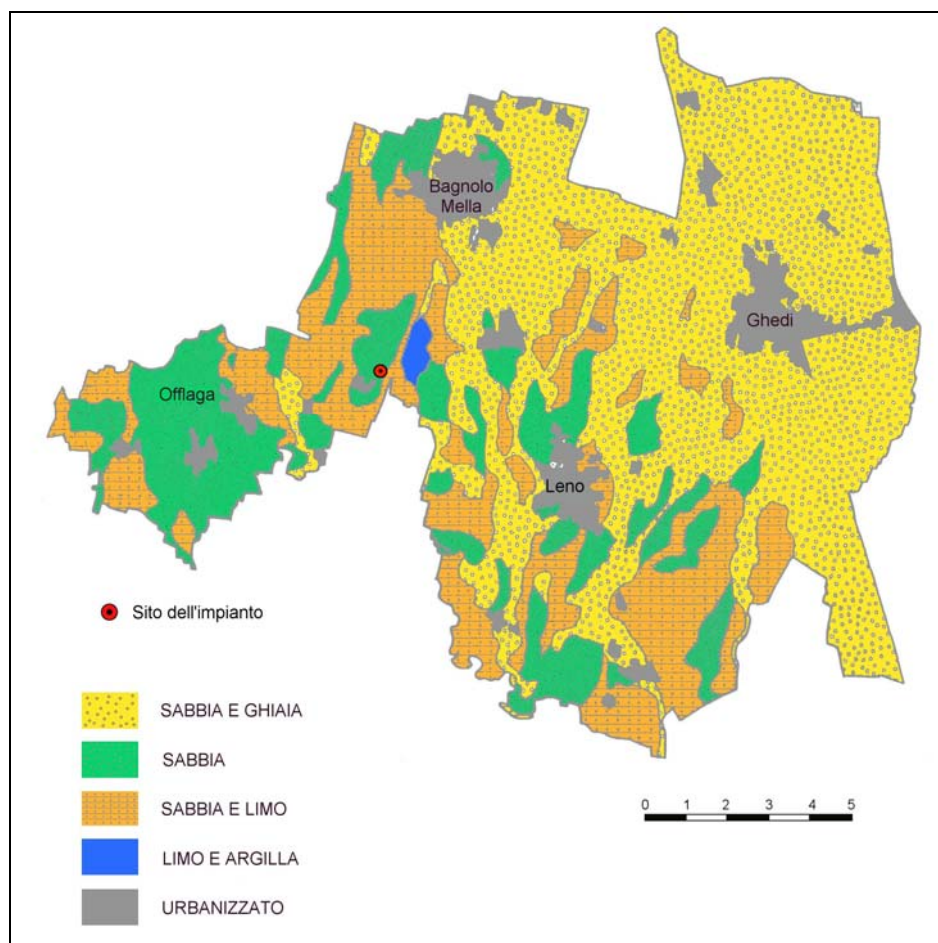 Bagnolo
Mella
Ghedi
Offlaga
Leno
Sito dell'impianto
SABBIA E GHIAIA
SABBIA
SABBIA E LIMO
0 1 2 3 4 5
LIMO E ARGILLA
URBANIZZATO